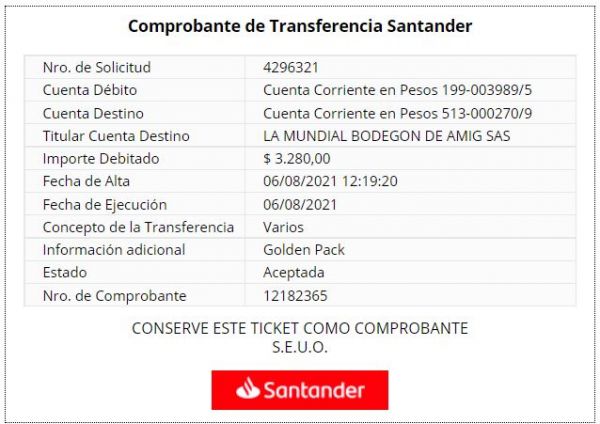 Comprobante de Transferencia Santander
Nro. de Solicitud 4296321
Cuenta Débito Cuenta Corriente en Pesos 199-003989/5
Cuenta Destino Cuenta Corriente en Pesos 513-000270/9
Titular Cuenta Destino LA MUNDIAL BODEGON DE AMIG SAS
Importe Debitado $ 3.280,00
Fecha de Alta 06/08/2021 12:19:20
Fecha de Ejecución 06/08/2021
Concepto de la Transferencia Varios
Información adicional Golden Pack
Estado Aceptada
Nro. de Comprobante 12182365
CONSERVE ESTE TICKET COMO COMPROBANTE
S.E.U.O.
Santander